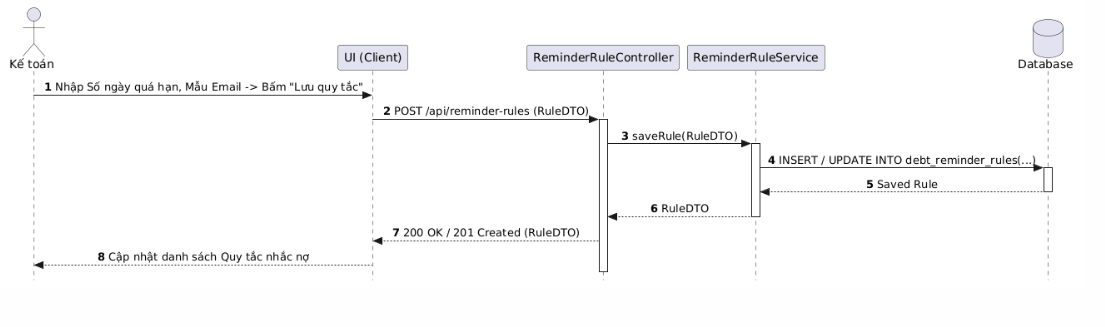 Kế toán
UI (Client)
ReminderRuleController
ReminderRuleService
Database
1 Nhập Số ngày quá hạn, Mẫu Email -> Bấm "Lưu quy tắc"
2 POST /api/reminder-rules (RuleDTO)
3 saveRule(RuleDTO)
4 INSERT / UPDATE INTO debt_reminder_rules(...)
5 Saved Rule
6 RuleDTO
7 200 OK / 201 Created (RuleDTO)
8 Cập nhật danh sách Quy tắc nhắc nợ